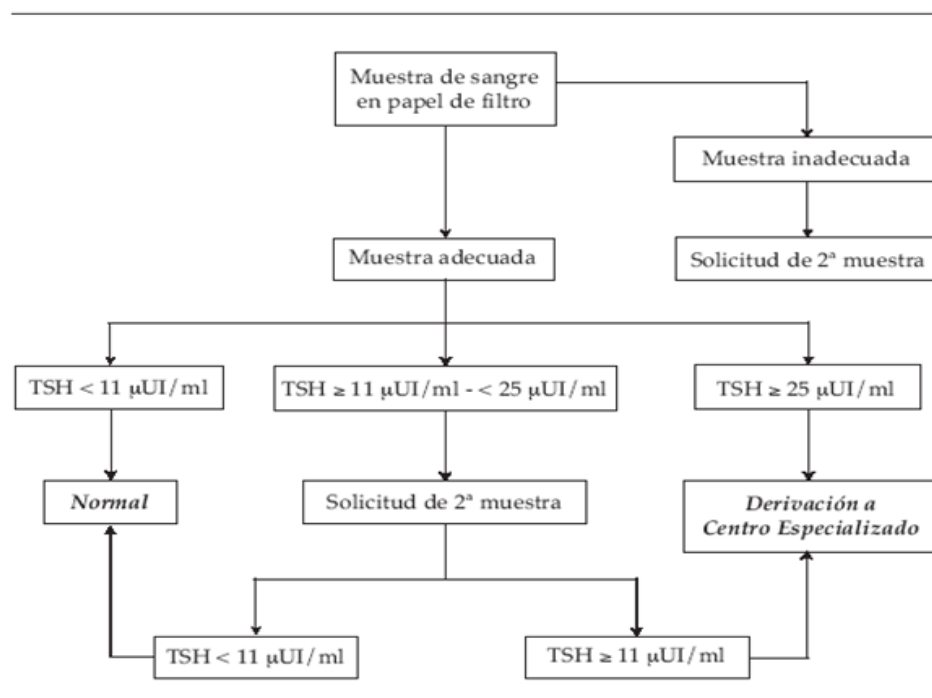 Muestra de sangre
en papel de filtro
Muestra inadecuada
Solicitud de 2ª muestra
Muestra adecuada
TSH < 11 µUI/ml
TSH ≥ 11 µUI/ml - < 25 µUI/ml
TSH ≥ 25 µUI/ml
Normal
Solicitud de 2ª muestra
Derivación a
Centro Especializado
TSH < 11 µUI/ml
TSH ≥ 11 µUI/ml